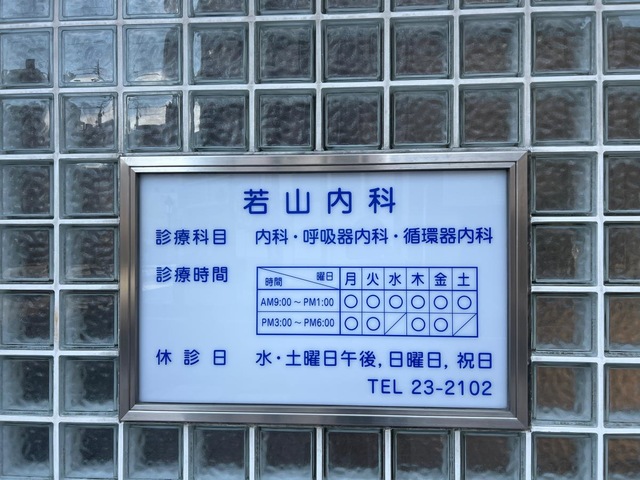 若山内科
診療科目 内科・呼吸器内科・循環器内科
診療時間
時間 曜日 月 火 水 木 金 土
AM9:00～PM1:00 ○ ○ ○ ○ ○ ○
PM3:00～PM6:00 ○ ○ ／ ○ ○ ／
休診日 水・土曜日午後, 日曜日, 祝日
TEL 23-2102